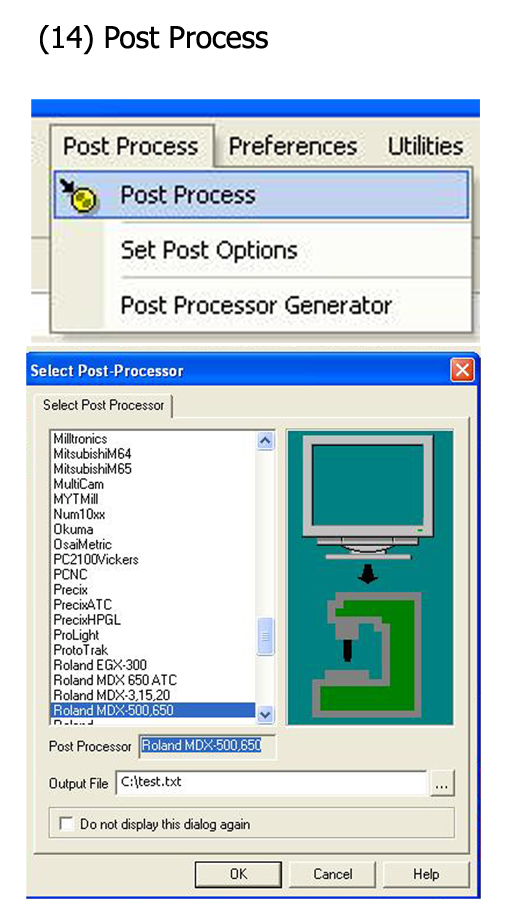 (14) Post Process
Post Process Preferences Utilities
Post Process
Set Post Options
Post Processor Generator
Select Post-Processor
Select Post Processor
Milltronics
MitsubishiM64
MitsubishiM65
MultiCam
MYTMill
Num10xx
Okuma
OsaiMetric
PC2100Vickers
PCNC
Precix
PrecixATC
PrecixHPGL
ProLight
ProtoTrak
Roland EGX-300
Roland MDX 650 ATC
Roland MDX-3,15,20
Roland MDX-500,650
Roland
Post Processor Roland MDX-500,650
Output File C:\test.txt ...
Do not display this dialog again
OK Cancel Help